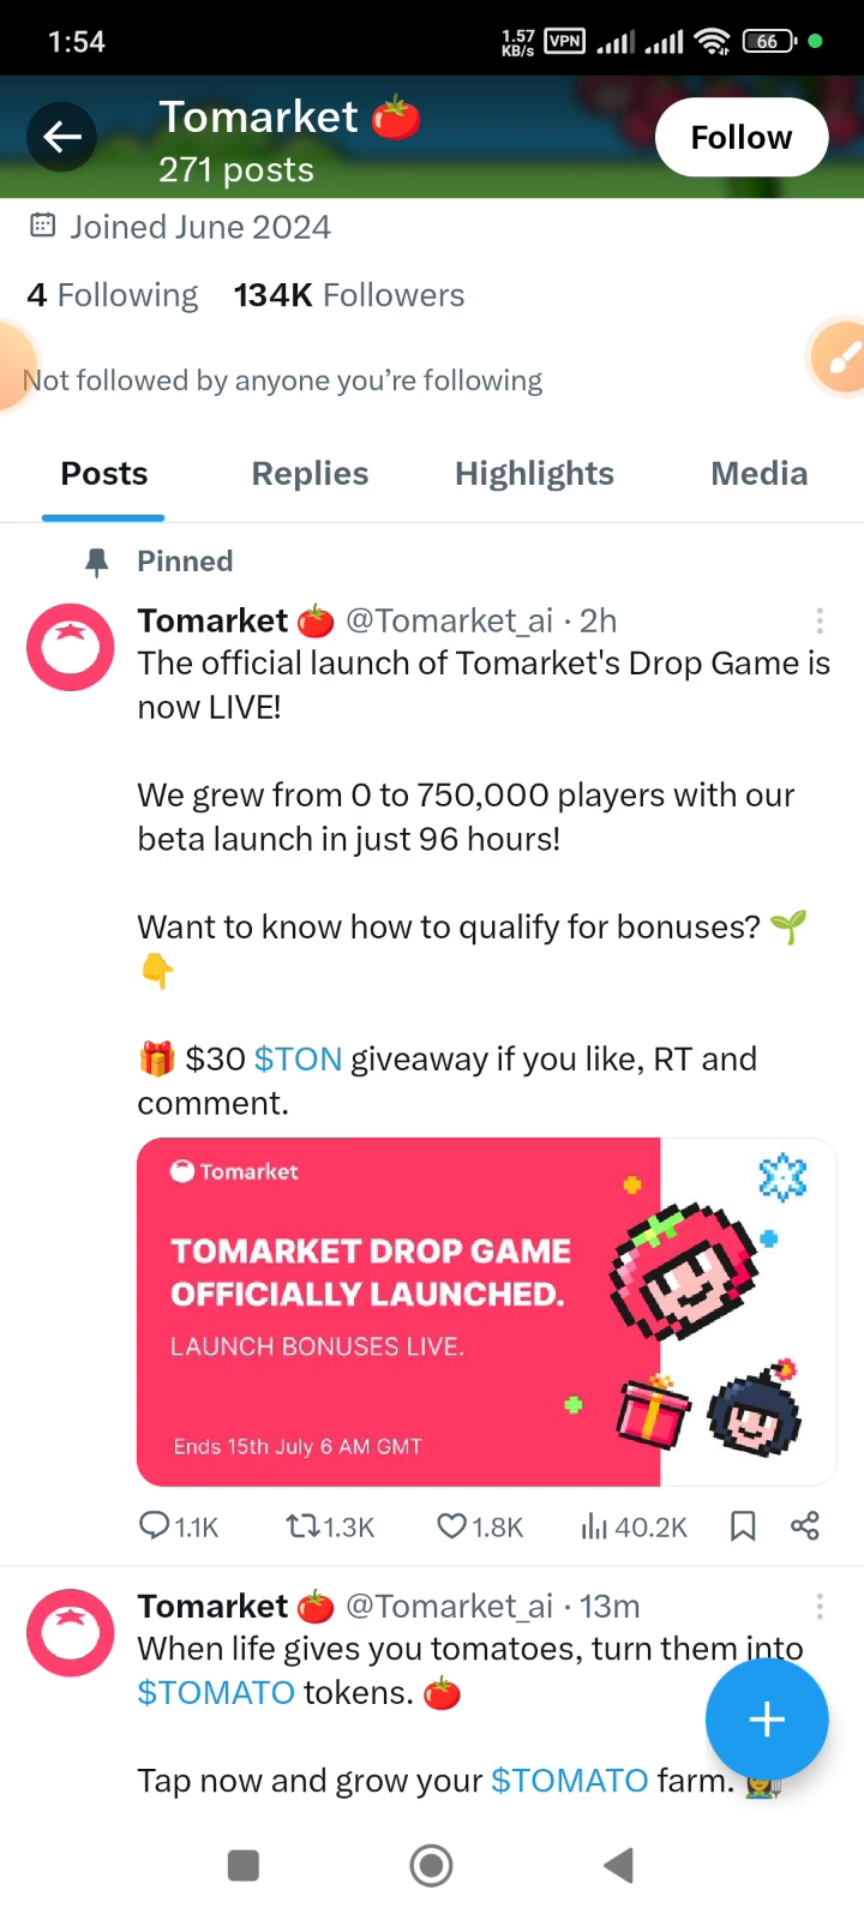 1:54
1.57 KB/s VPN 66
Tomarket 🍅
Follow
271 posts
Joined June 2024
4 Following 134K Followers
Not followed by anyone you're following
Posts Replies Highlights Media
Pinned
Tomarket 🍅 @Tomarket_ai · 2h
The official launch of Tomarket's Drop Game is
now LIVE!
We grew from 0 to 750,000 players with our
beta launch in just 96 hours!
Want to know how to qualify for bonuses? 🌱
👇
🎁 $30 $TON giveaway if you like, RT and
comment.
Tomarket
TOMARKET DROP GAME
OFFICIALLY LAUNCHED.
LAUNCH BONUSES LIVE.
Ends 15th July 6 AM GMT
1.1K 1.3K 1.8K 40.2K
Tomarket 🍅 @Tomarket_ai · 13m
When life gives you tomatoes, turn them into
$TOMATO tokens. 🍅
Tap now and grow your $TOMATO farm. 👩‍🌾